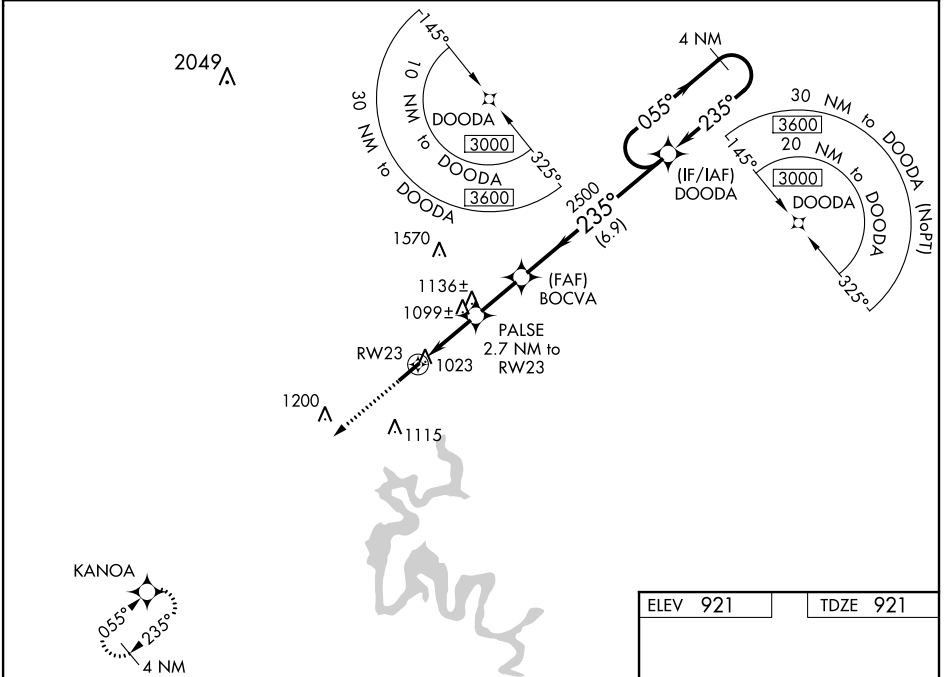 2049
145°
10 NM to DOODA
30 NM to DOODA
DOODA
3000
325°
3600
4 NM
055°
235°
(IF/IAF)
DOODA
30 NM to DOODA (NoPT)
3600
20 NM to DOODA
145°
3000
DOODA
325°
2500
235°
(6.9)
1570
(FAF)
BOCVA
1136±
1099±
PALSE
2.7 NM to
RW23
RW23
1023
1200
1115
KANOA
055°
235°
4 NM
ELEV 921
TDZE 921